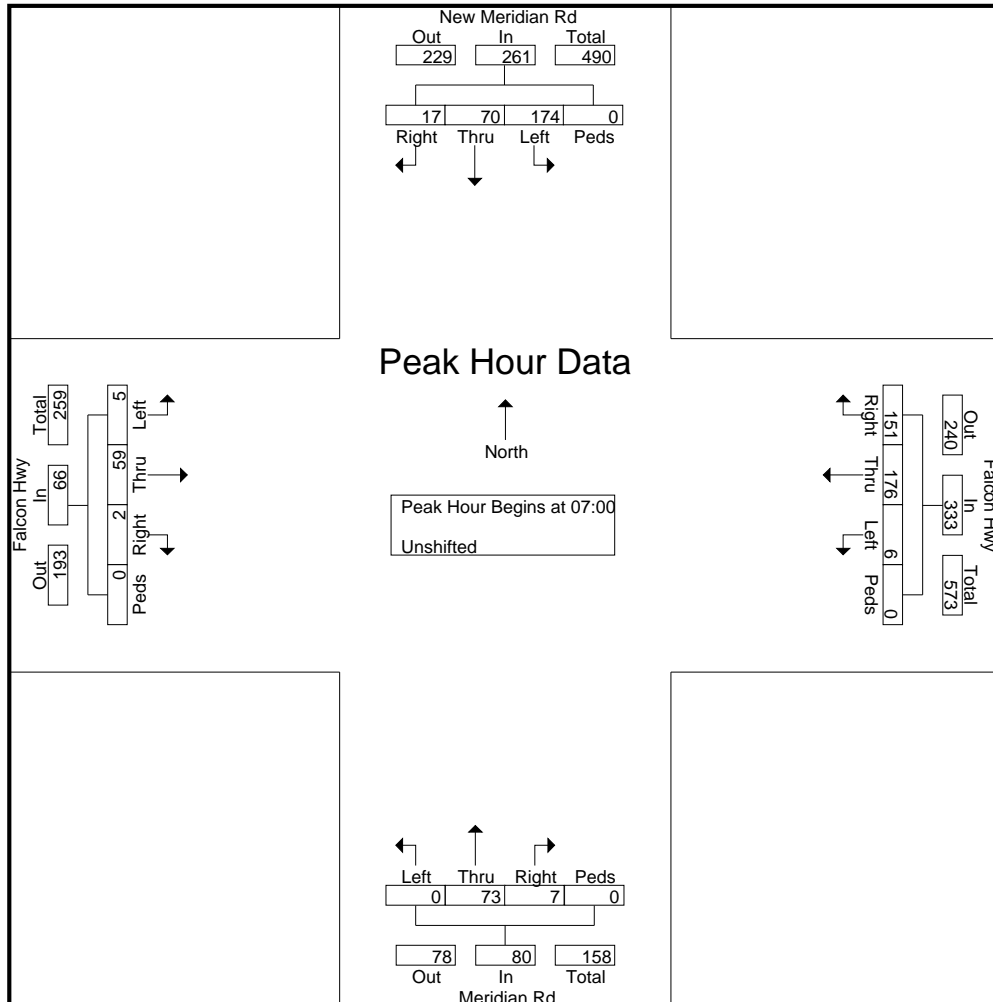 New Meridian Rd
Out In Total
229 261 490
17 70 174 0
Right Thru Left Peds
Peak Hour Data
North
Peak Hour Begins at 07:00
Unshifted
Falcon Hwy
Total In Out
259 66 193
5 59 2 0
Left Thru Right Peds
Right Thru Left Peds
151 176 6 0
240 333 573
Out In Total
Falcon Hwy
Left Thru Right Peds
0 73 7 0
78 80 158
Out In Total
Meridian Rd